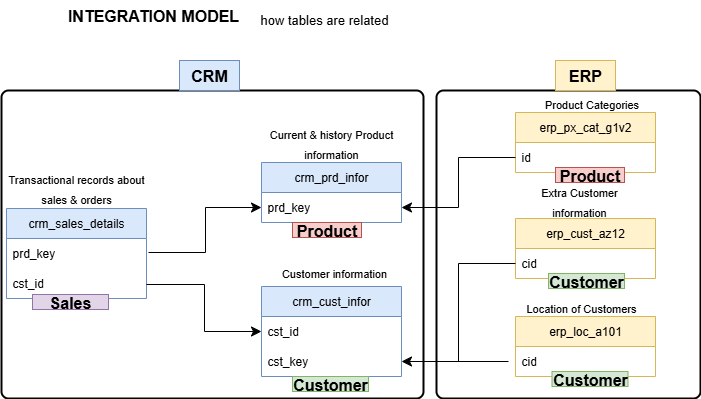 INTEGRATION MODEL
how tables are related
CRM
ERP
Transactional records about
sales & orders
crm_sales_details
prd_key
cst_id
Sales
Current & history Product
information
crm_prd_infor
prd_key
Product
Customer information
crm_cust_infor
cst_id
cst_key
Customer
Product Categories
erp_px_cat_g1v2
id
Product
Extra Customer
information
erp_cust_az12
cid
Customer
Location of Customers
erp_loc_a101
cid
Customer